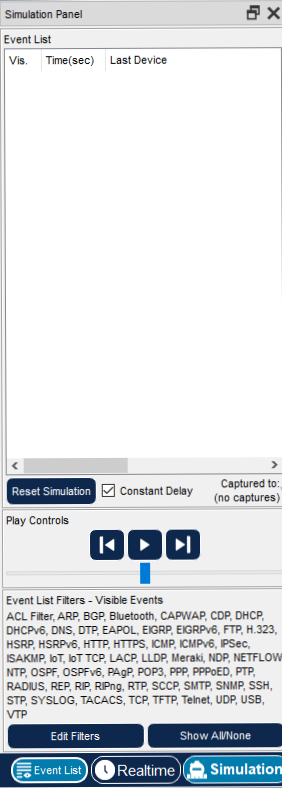 Simulation Panel
Event List
Vis. Time(sec) Last Device
Reset Simulation Constant Delay Captured to:
(no captures)
Play Controls
Event List Filters - Visible Events
ACL Filter, ARP, BGP, Bluetooth, CAPWAP, CDP, DHCP,
DHCPv6, DNS, DTP, EAPOL, EIGRP, EIGRPv6, FTP, H.323,
HSRP, HSRPv6, HTTP, HTTPS, ICMP, ICMPv6, IPSec,
ISAKMP, IoT, IoT TCP, LACP, LLDP, Meraki, NDP, NETFLOW
NTP, OSPF, OSPFv6, PAgP, POP3, PPP, PPPoED, PTP,
RADIUS, REP, RIP, RIPng, RTP, SCCP, SMTP, SNMP, SSH,
STP, SYSLOG, TACACS, TCP, TFTP, Telnet, UDP, USB,
VTP
Edit Filters Show All/None
Event List Realtime Simulation